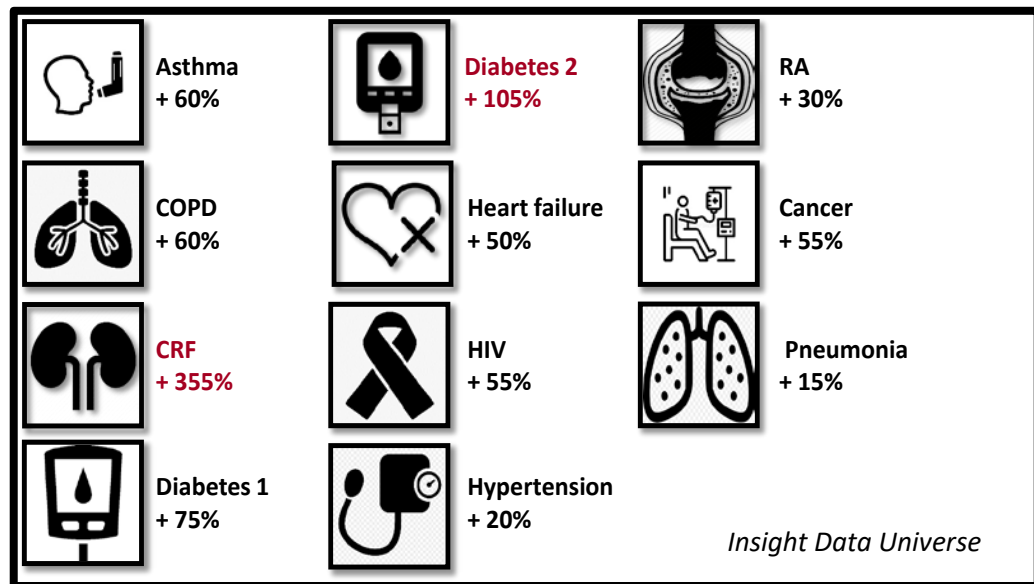 Asthma
+ 60%
Diabetes 2
+ 105%
RA
+ 30%
COPD
+ 60%
Heart failure
+ 50%
Cancer
+ 55%
CRF
+ 355%
HIV
+ 55%
Pneumonia
+ 15%
Diabetes 1
+ 75%
Hypertension
+ 20%
Insight Data Universe